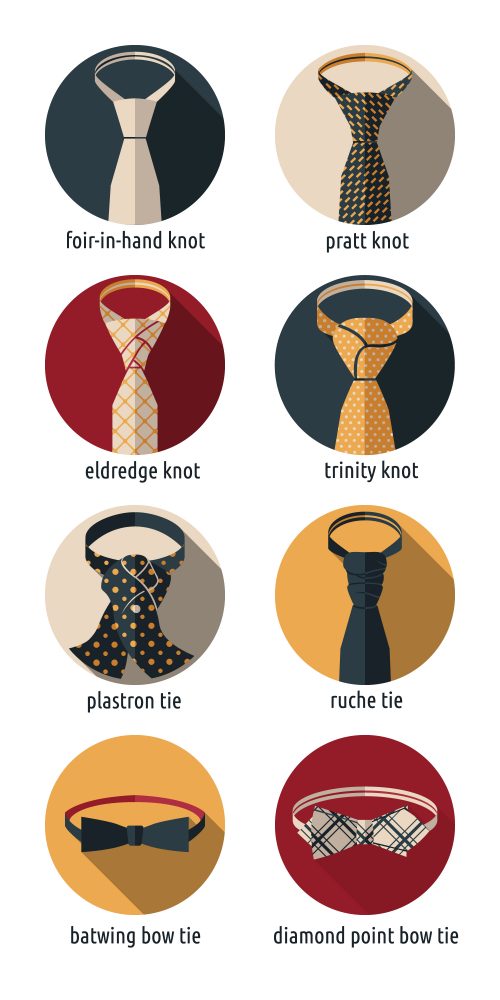 foir-in-hand knot
pratt knot
eldredge knot
trinity knot
plastron tie
ruche tie
batwing bow tie
diamond point bow tie